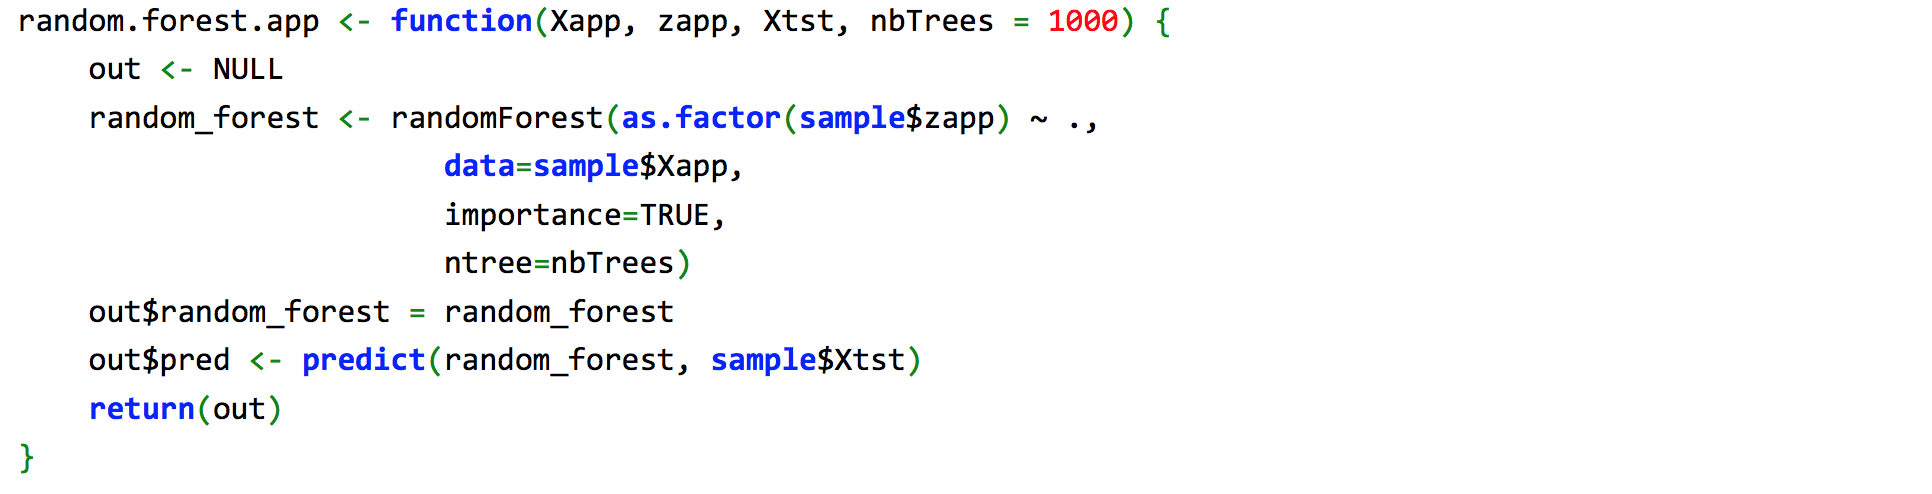 random.forest.app <- function(Xapp, zapp, Xtst, nbTrees = 1000) {
    out <- NULL
    random_forest <- randomForest(as.factor(sample$zapp) ~ .,
                        data=sample$Xapp,
                        importance=TRUE,
                        ntree=nbTrees)
    out$random_forest = random_forest
    out$pred <- predict(random_forest, sample$Xtst)
    return(out)
}